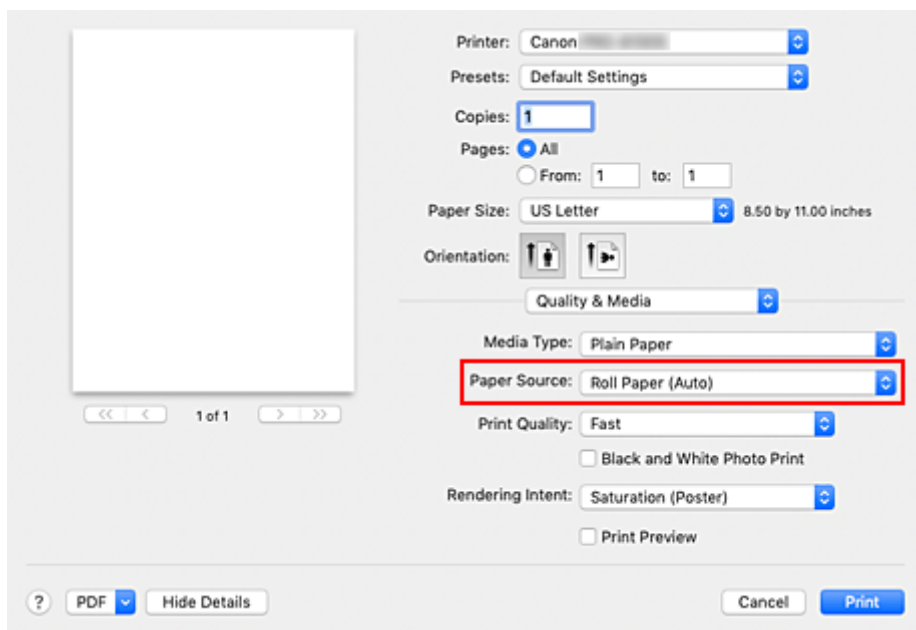 Printer: Canon
Presets: Default Settings
Copies: 1
Pages: All
From: 1 to: 1
Paper Size: US Letter 8.50 by 11.00 inches
Orientation:
Quality & Media
Media Type: Plain Paper
Paper Source: Roll Paper (Auto)
<< < 1 of 1 > >>
Print Quality: Fast
Black and White Photo Print
Rendering Intent: Saturation (Poster)
Print Preview
? PDF Hide Details Cancel Print